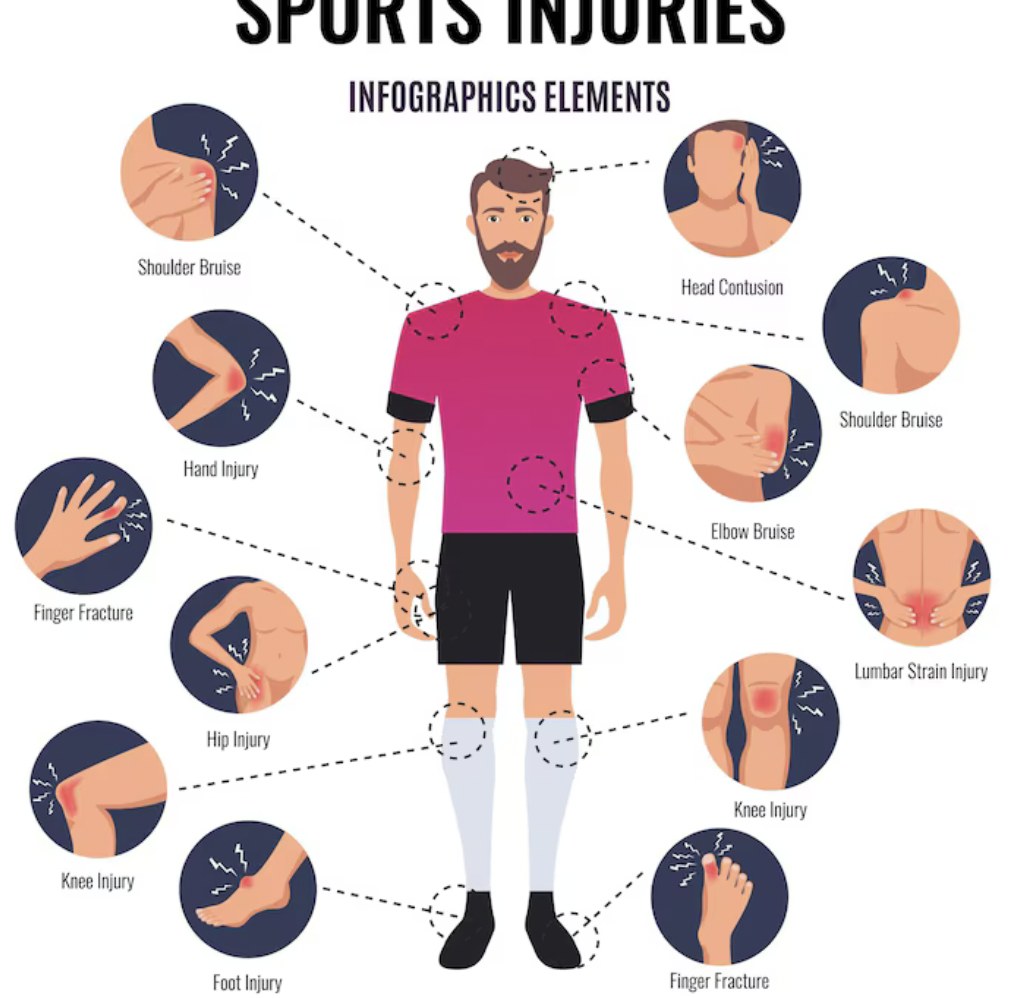 SPORTS INJURIES
INFOGRAPHICS ELEMENTS
Shoulder Bruise
Head Contusion
Shoulder Bruise
Hand Injury
Elbow Bruise
Finger Fracture
Lumbar Strain Injury
Hip Injury
Knee Injury
Knee Injury
Foot Injury
Finger Fracture